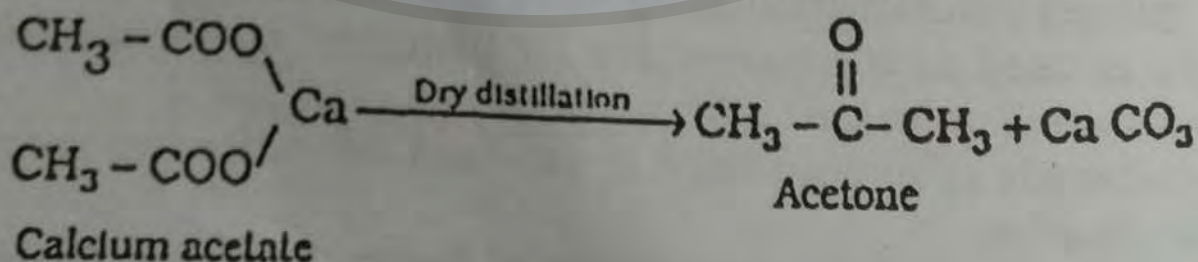 O
CH₃ – COO
||
Ca Dry distillation → CH₃ – C – CH₃ + Ca CO₃
CH₃ – COO
Acetone
Calcium acetate